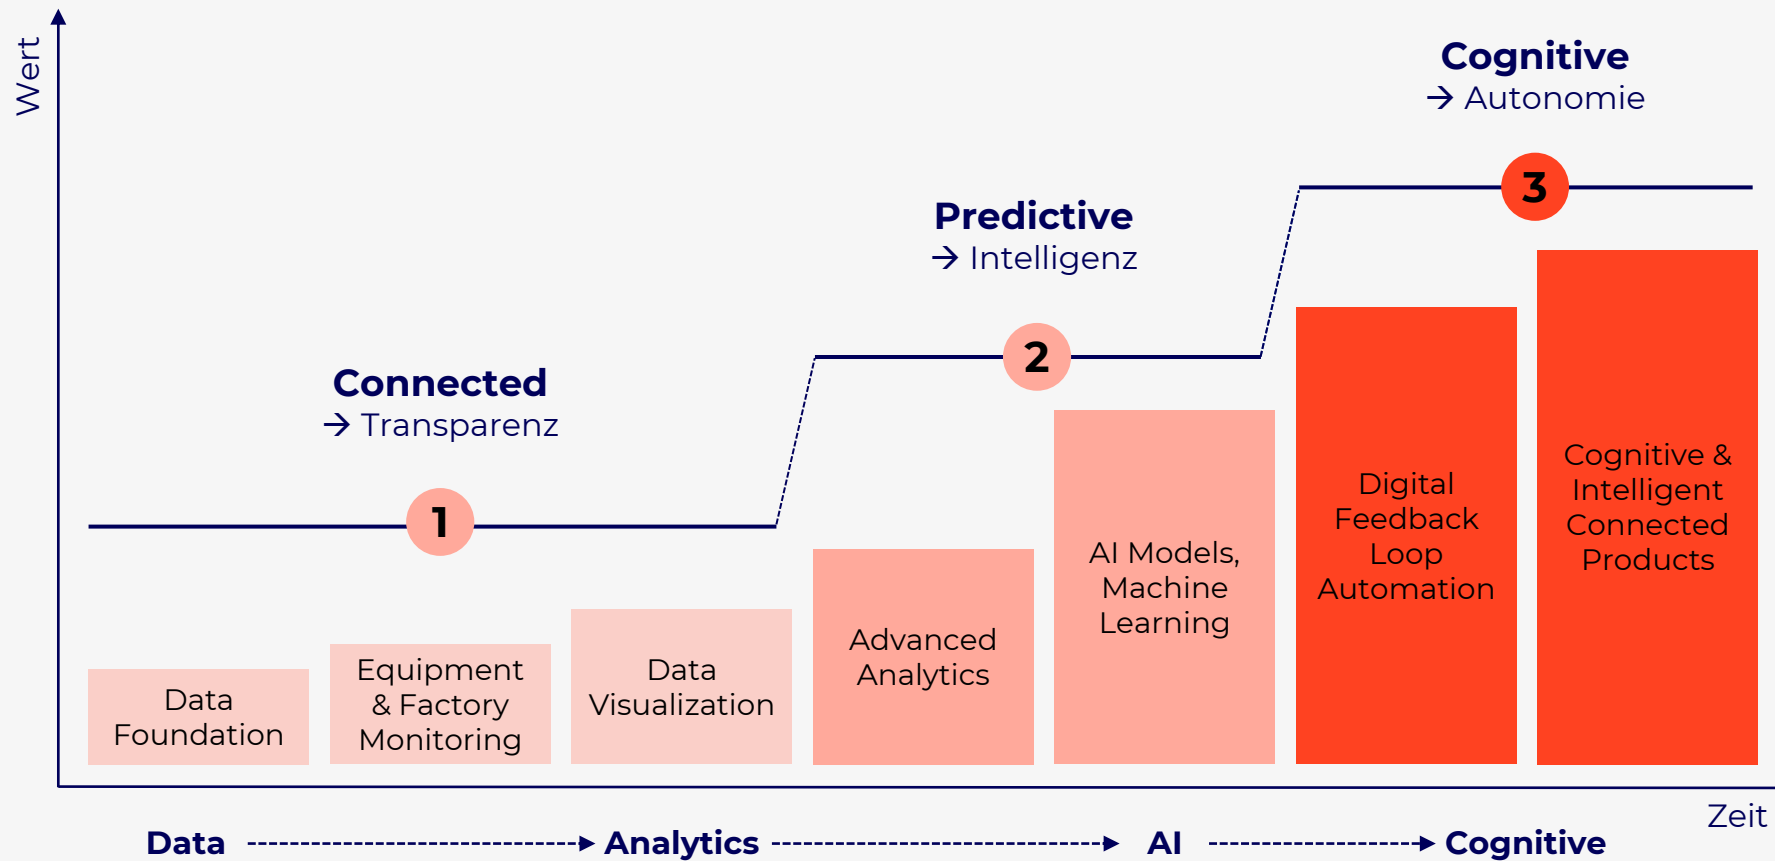 Wert
Cognitive
→ Autonomie
3
Predictive
→ Intelligenz
2
Connected
→ Transparenz
1
Data
Foundation
Equipment
& Factory
Monitoring
Data
Visualization
Advanced
Analytics
AI Models,
Machine
Learning
Digital
Feedback
Loop
Automation
Cognitive &
Intelligent
Connected
Products
Zeit
Data
Analytics
AI
Cognitive